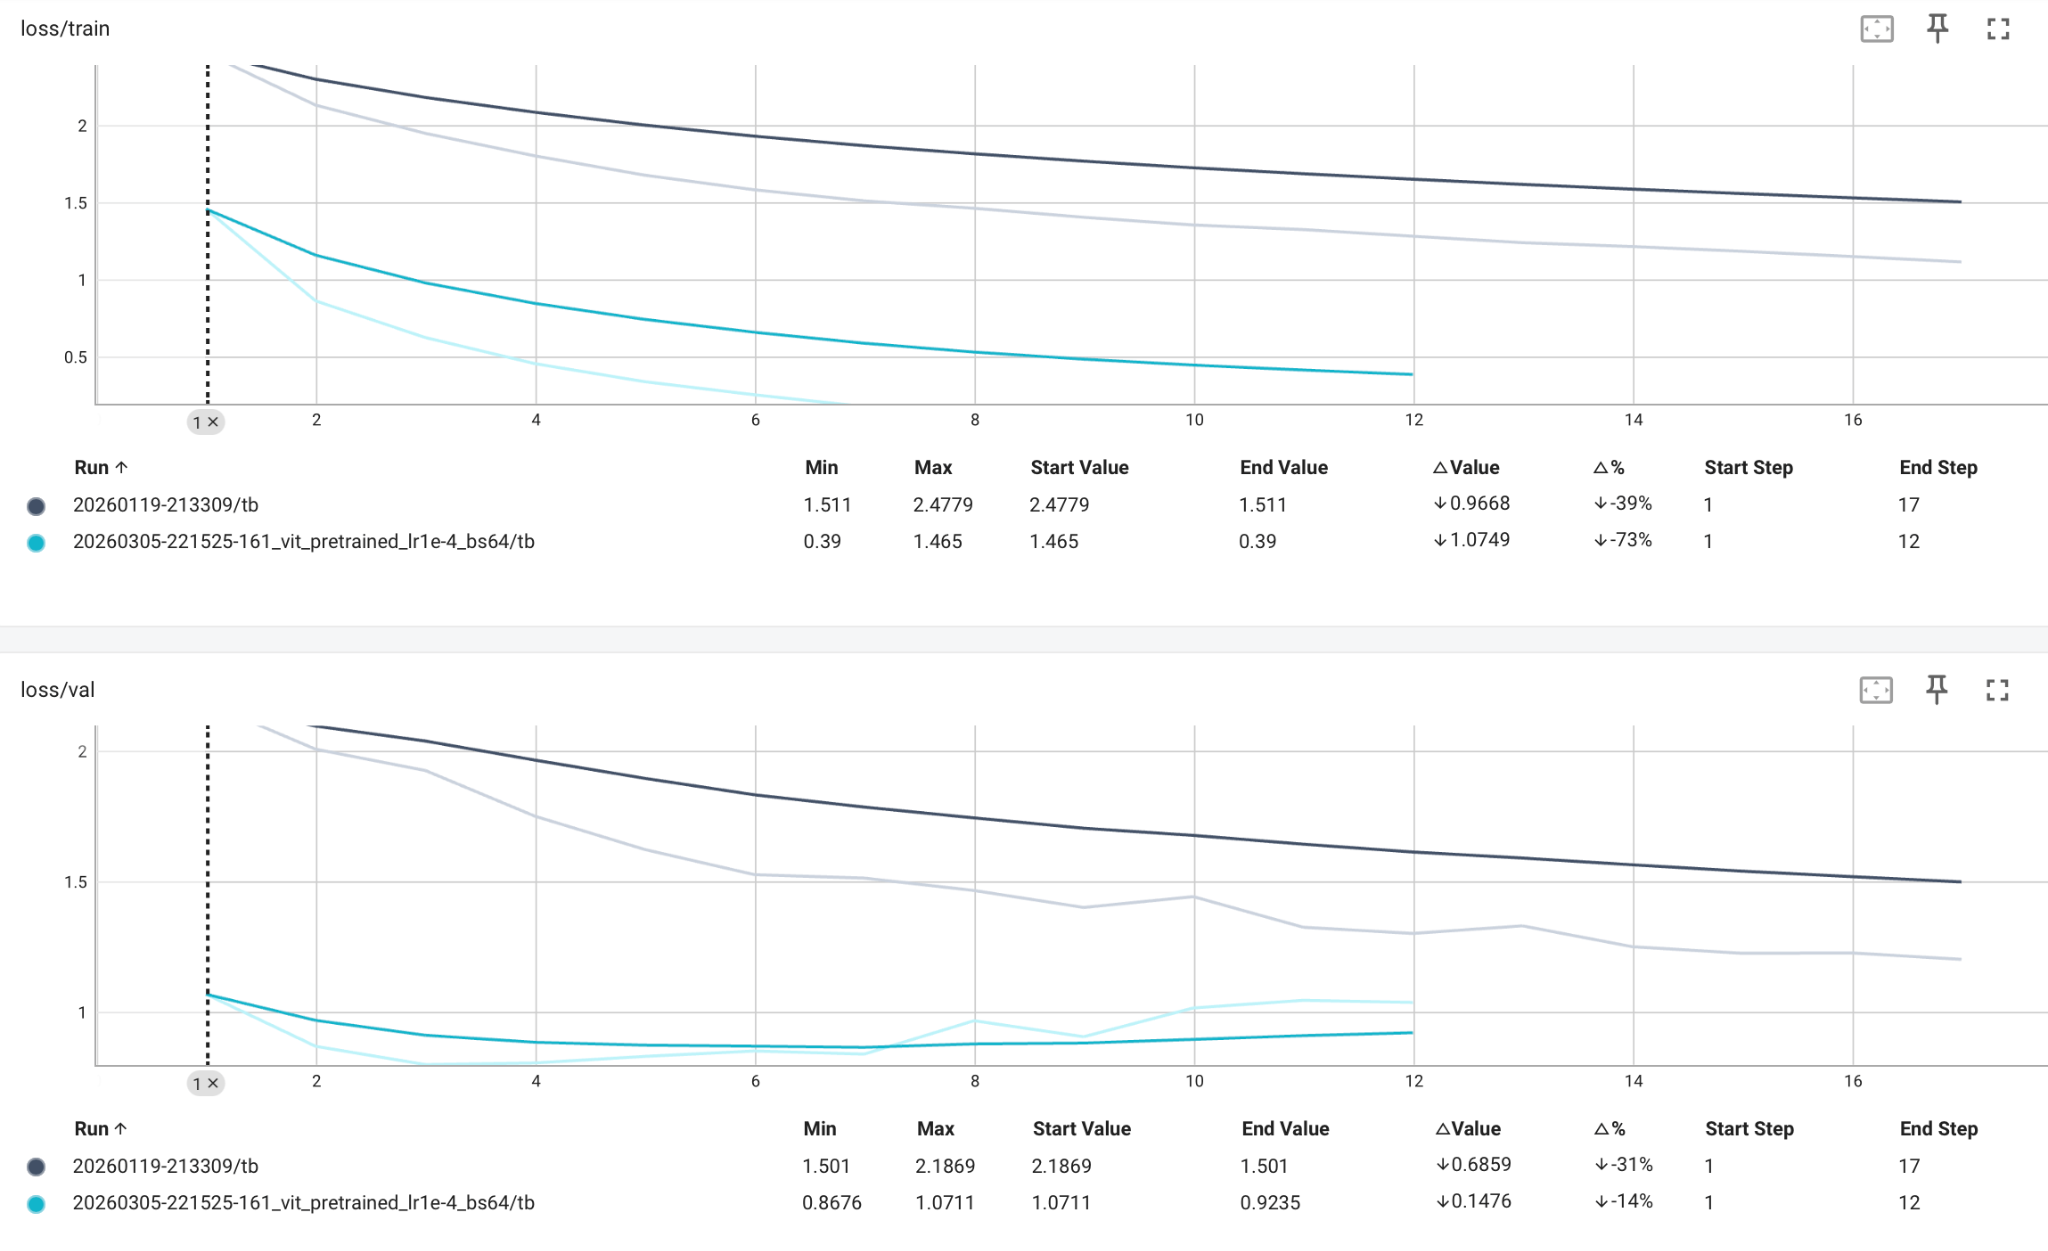 loss/train
2
1.5
1
0.5
1 × 2 4 6 8 10 12 14 16
Run ↑ Min Max Start Value End Value △Value △% Start Step End Step
20260119-213309/tb 1.511 2.4779 2.4779 1.511 ↓0.9668 ↓-39% 1 17
20260305-221525-161_vit_pretrained_lr1e-4_bs64/tb 0.39 1.465 1.465 0.39 ↓1.0749 ↓-73% 1 12
loss/val
2
1.5
1
1 × 2 4 6 8 10 12 14 16
Run ↑ Min Max Start Value End Value △Value △% Start Step End Step
20260119-213309/tb 1.501 2.1869 2.1869 1.501 ↓0.6859 ↓-31% 1 17
20260305-221525-161_vit_pretrained_lr1e-4_bs64/tb 0.8676 1.0711 1.0711 0.9235 ↓0.1476 ↓-14% 1 12